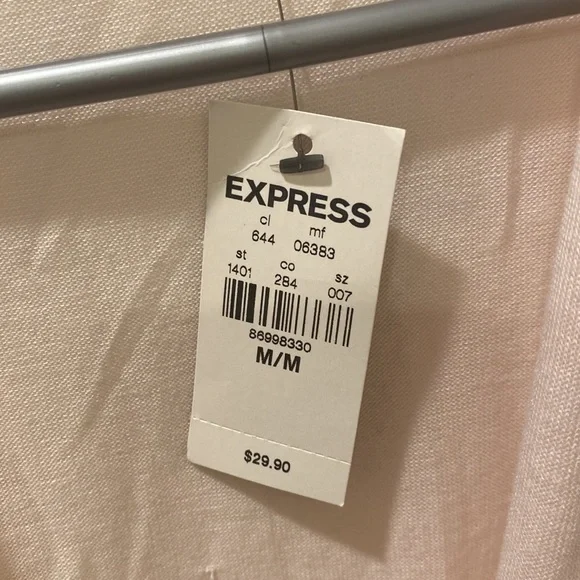 EXPRESS
cl mf
644 06383
st co sz
1401 284 007
86998330
M/M
$29.90